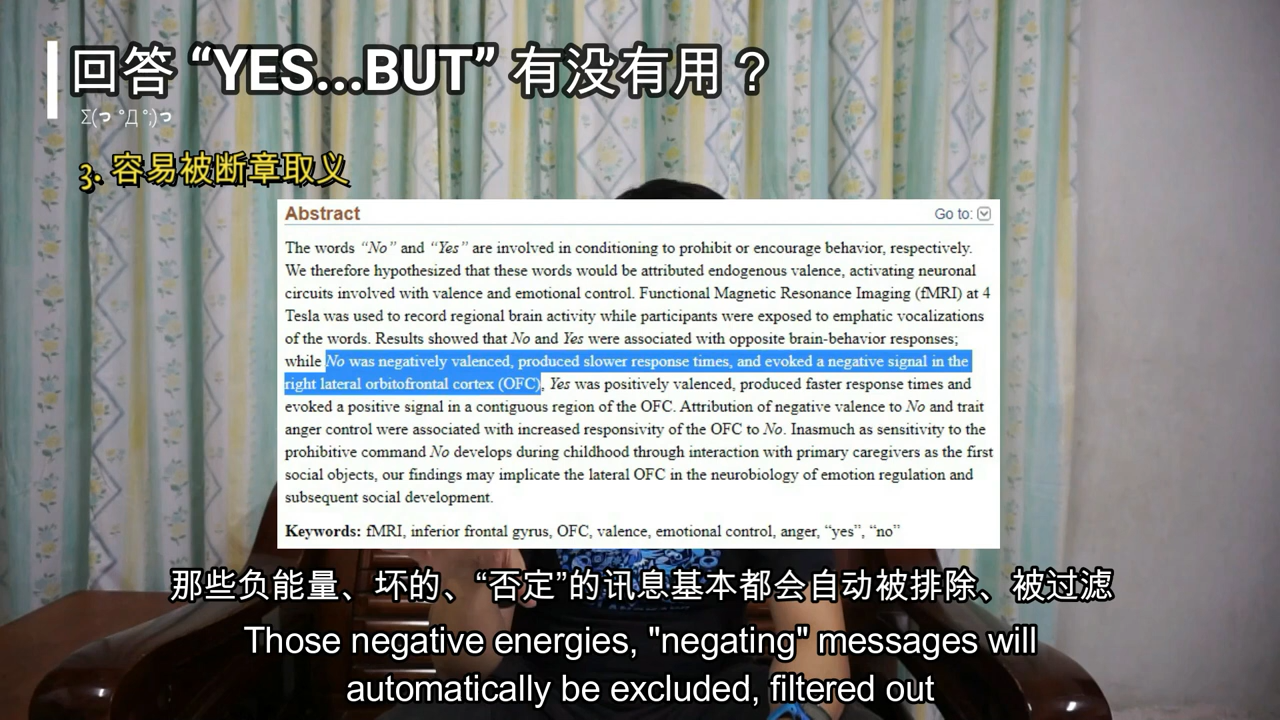 回答 “YES...BUT” 有没有用？
Σ(っ °Д °;)っ
3. 容易被断章取义
Abstract
Go to:
The words “No” and “Yes” are involved in conditioning to prohibit or encourage behavior, respectively.
We therefore hypothesized that these words would be attributed endogenous valence, activating neuronal
circuits involved with valence and emotional control. Functional Magnetic Resonance Imaging (fMRI) at 4
Tesla was used to record regional brain activity while participants were exposed to emphatic vocalizations
of the words. Results showed that No and Yes were associated with opposite brain-behavior responses;
while No was negatively valenced, produced slower response times, and evoked a negative signal in the
right lateral orbitofrontal cortex (OFC), Yes was positively valenced, produced faster response times and
evoked a positive signal in a contiguous region of the OFC. Attribution of negative valence to No and trait
anger control were associated with increased responsivity of the OFC to No. Inasmuch as sensitivity to the
prohibitive command No develops during childhood through interaction with primary caregivers as the first
social objects, our findings may implicate the lateral OFC in the neurobiology of emotion regulation and
subsequent social development.
Keywords: fMRI, inferior frontal gyrus, OFC, valence, emotional control, anger, “yes”, “no”
那些负能量、坏的、“否定”的讯息基本都会自动被排除、被过滤
Those negative energies, "negating" messages will
automatically be excluded, filtered out